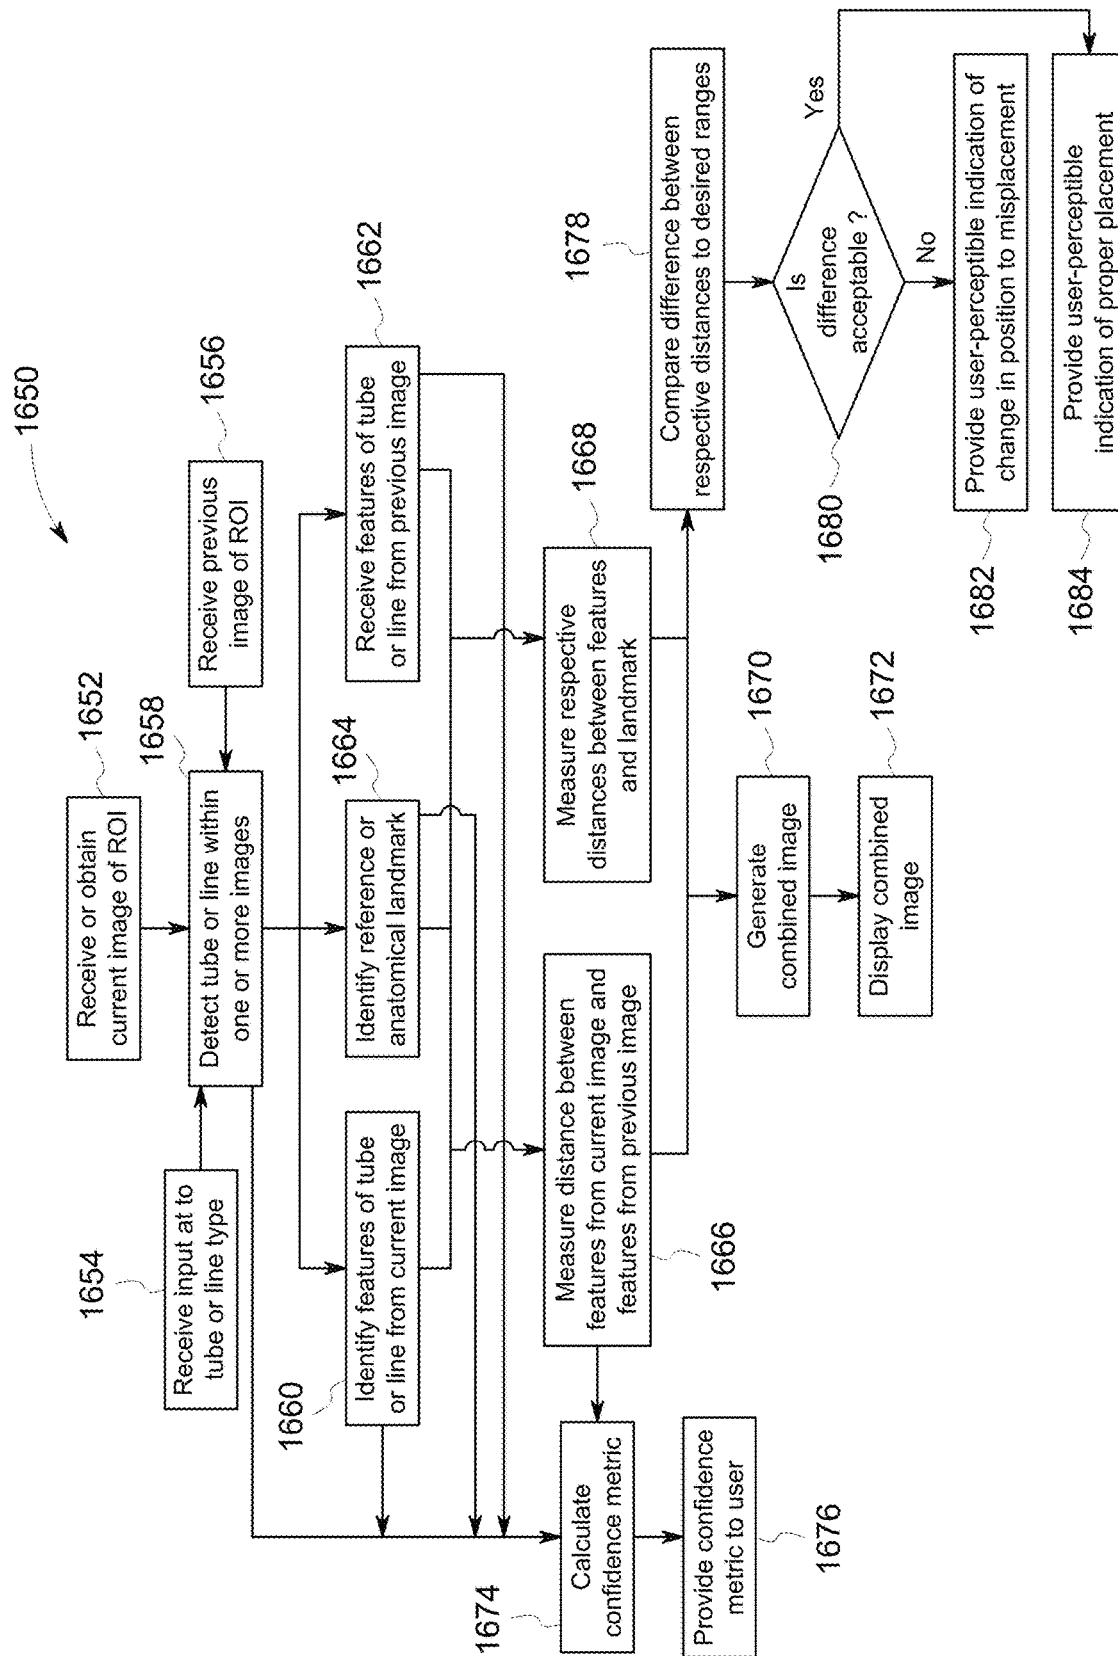 1650
1652
Receive or obtain
current image of ROI
1654
Receive input at to
tube or line type
1658
Detect tube or line within
one or more images
1656
Receive previous
image of ROI
1660
Identify features of tube
or line from current image
1664
Identify reference or
anatomical landmark
1662
Receive features of tube
or line from previous image
1666
Measure distance between
features from current image and
features from previous image
1668
Measure respective
distances between features
and landmark
1674
Calculate
confidence metric
1676
Provide confidence
metric to user
1670
Generate
combined image
1672
Display combined
image
1678
Compare difference between
respective distances to desired ranges
1680
Is
difference
acceptable ?
Yes
No
1682
Provide user-perceptible indication of
change in position to misplacement
1684
Provide user-perceptible
indication of proper placement